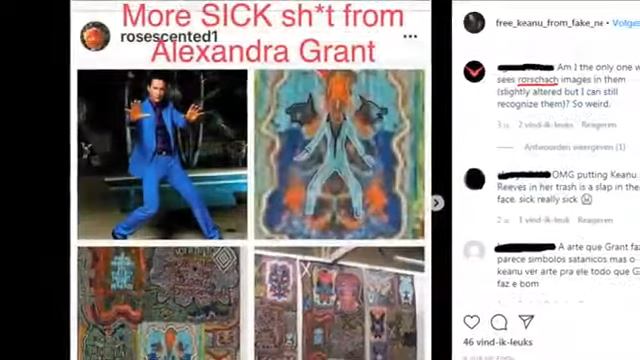 More SICK sh*t from
rosescented1
Alexandra Grant
free_keanu_from_fake_ne
Volge
Am I the only one w
sees rorschach images in them
(slightly altered but I can still
recognize them)? So weird.
2 vind-ik-leuks Reageren
Antwoorden weergeven (1)
OMG putting Keanu
Reeves in her trash is a slap in the
face. sick really sick
1 vind-ik-leuk Reageren
A arte que Grant faz
parece simbolos satanicos mas o
keanu ver arte pra ele todo que G
faz e bom
46 vind-ik-leuks